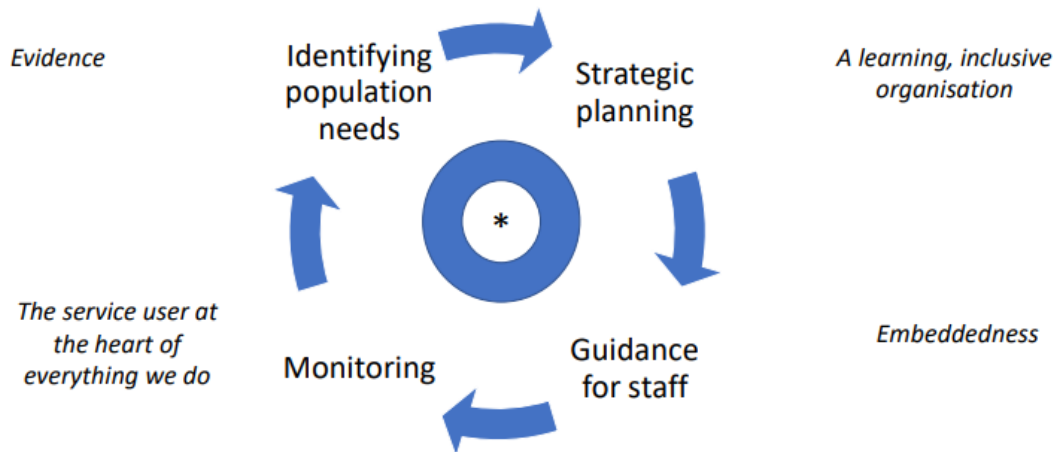 Evidence
Identifying
population
needs
Strategic
planning
A learning, inclusive
organisation
*
The service user at
the heart of
everything we do
Monitoring
Guidance
for staff
Embeddedness